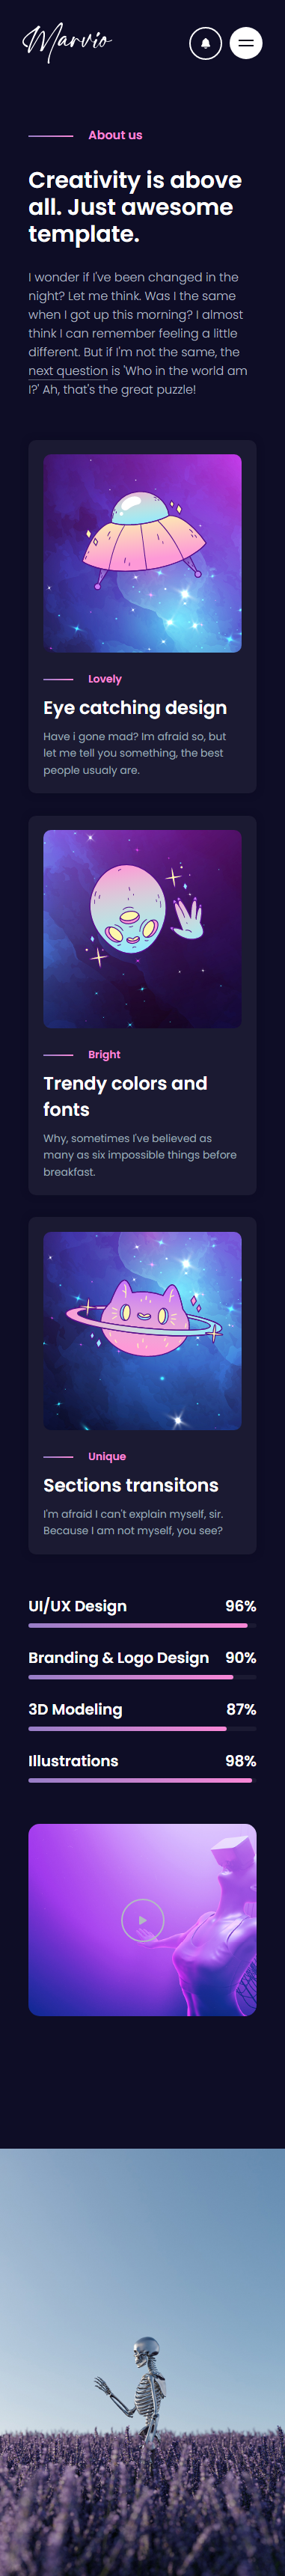 Marvio
About us
Creativity is above
all. Just awesome
template.
I wonder if I've been changed in the
night? Let me think. Was I the same
when I got up this morning? I almost
think I can remember feeling a little
different. But if I'm not the same, the
next question is 'Who in the world am
I?' Ah, that's the great puzzle!
Lovely
Eye catching design
Have i gone mad? Im afraid so, but
let me tell you something, the best
people usualy are.
Bright
Trendy colors and
fonts
Why, sometimes I've believed as
many as six impossible things before
breakfast.
Unique
Sections transitons
I'm afraid I can't explain myself, sir.
Because I am not myself, you see?
UI/UX Design 96%
Branding & Logo Design 90%
3D Modeling 87%
Illustrations 98%